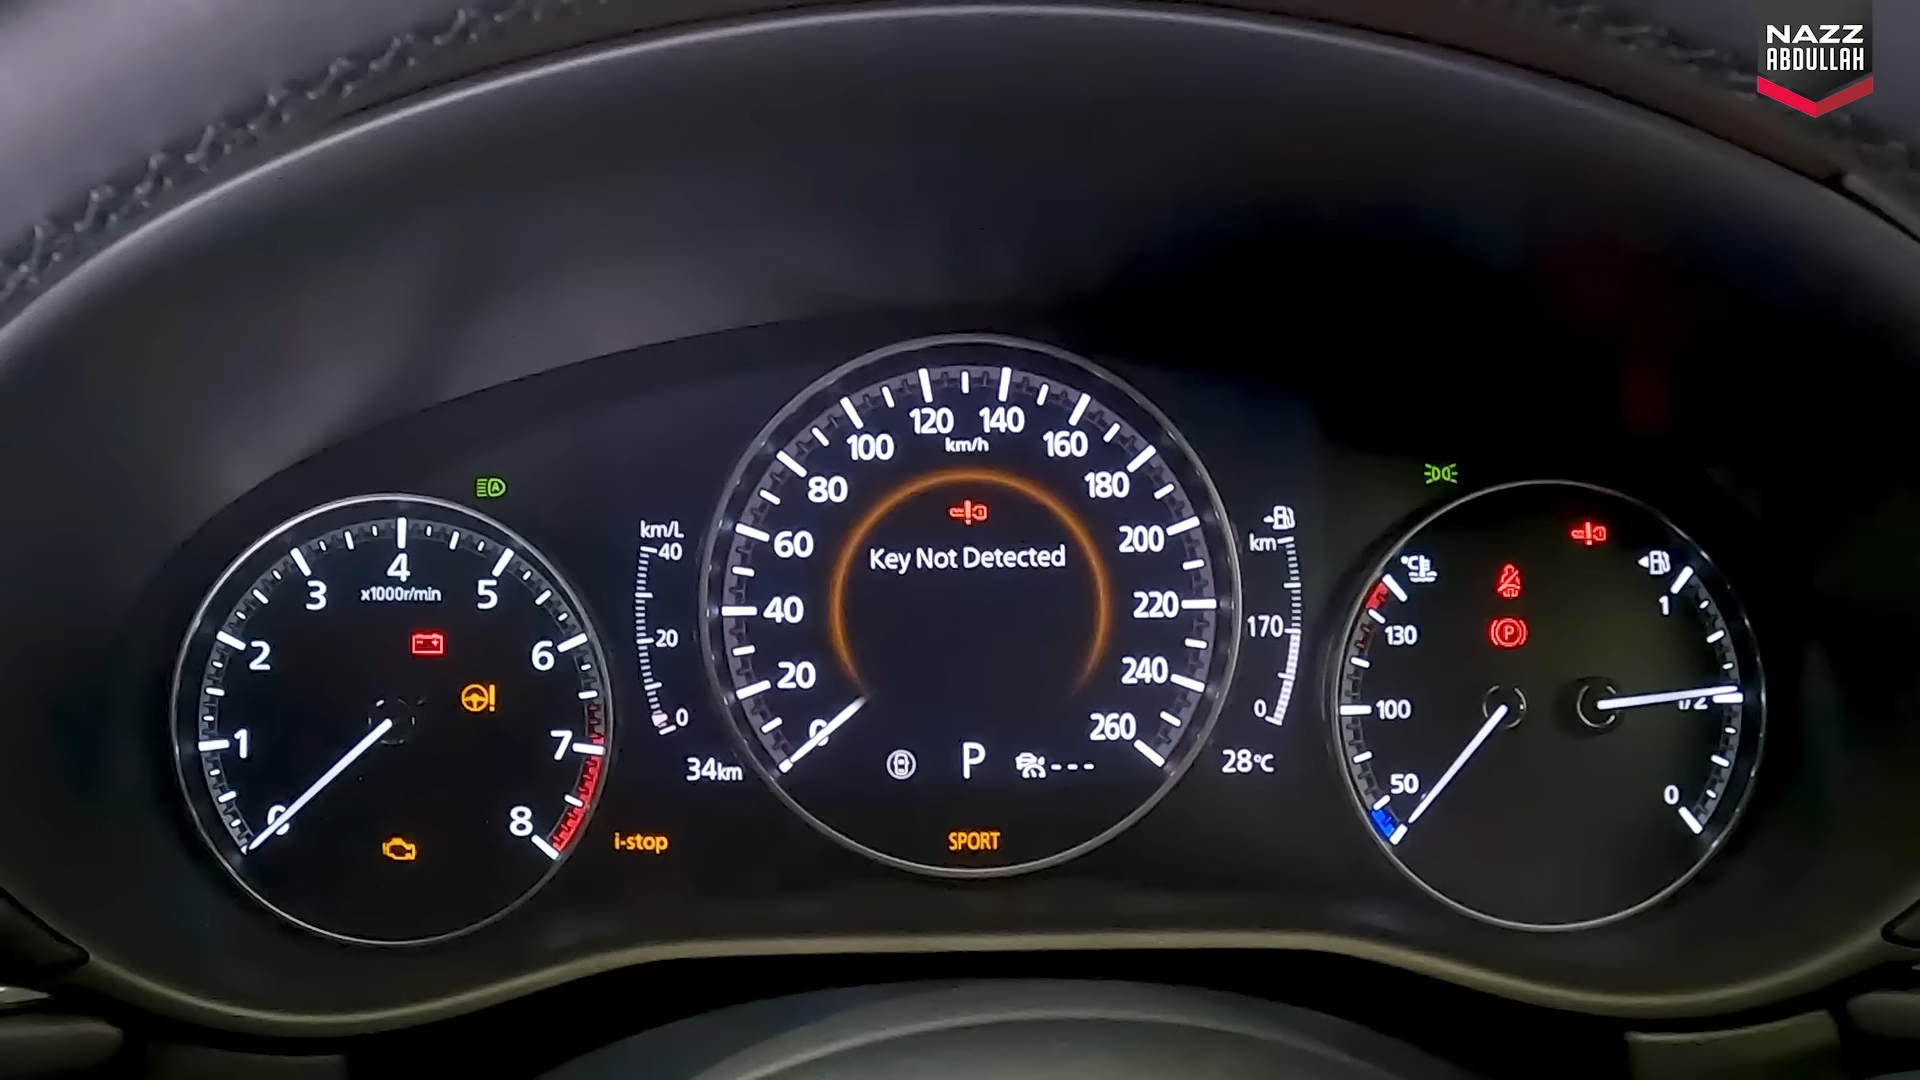 NAZZ
ABDULLAH
120 140
100 km/h 160
80 180
Key Not Detected
60 200
40 220
20 240
0 260
P ---
SPORT
4
x1000r/min
3 5
2 6
1 7
0 8
i-stop
km/L
40
20
0
34km
km
170
0
28°C
°C
130
100
50
P
1
1/2
0